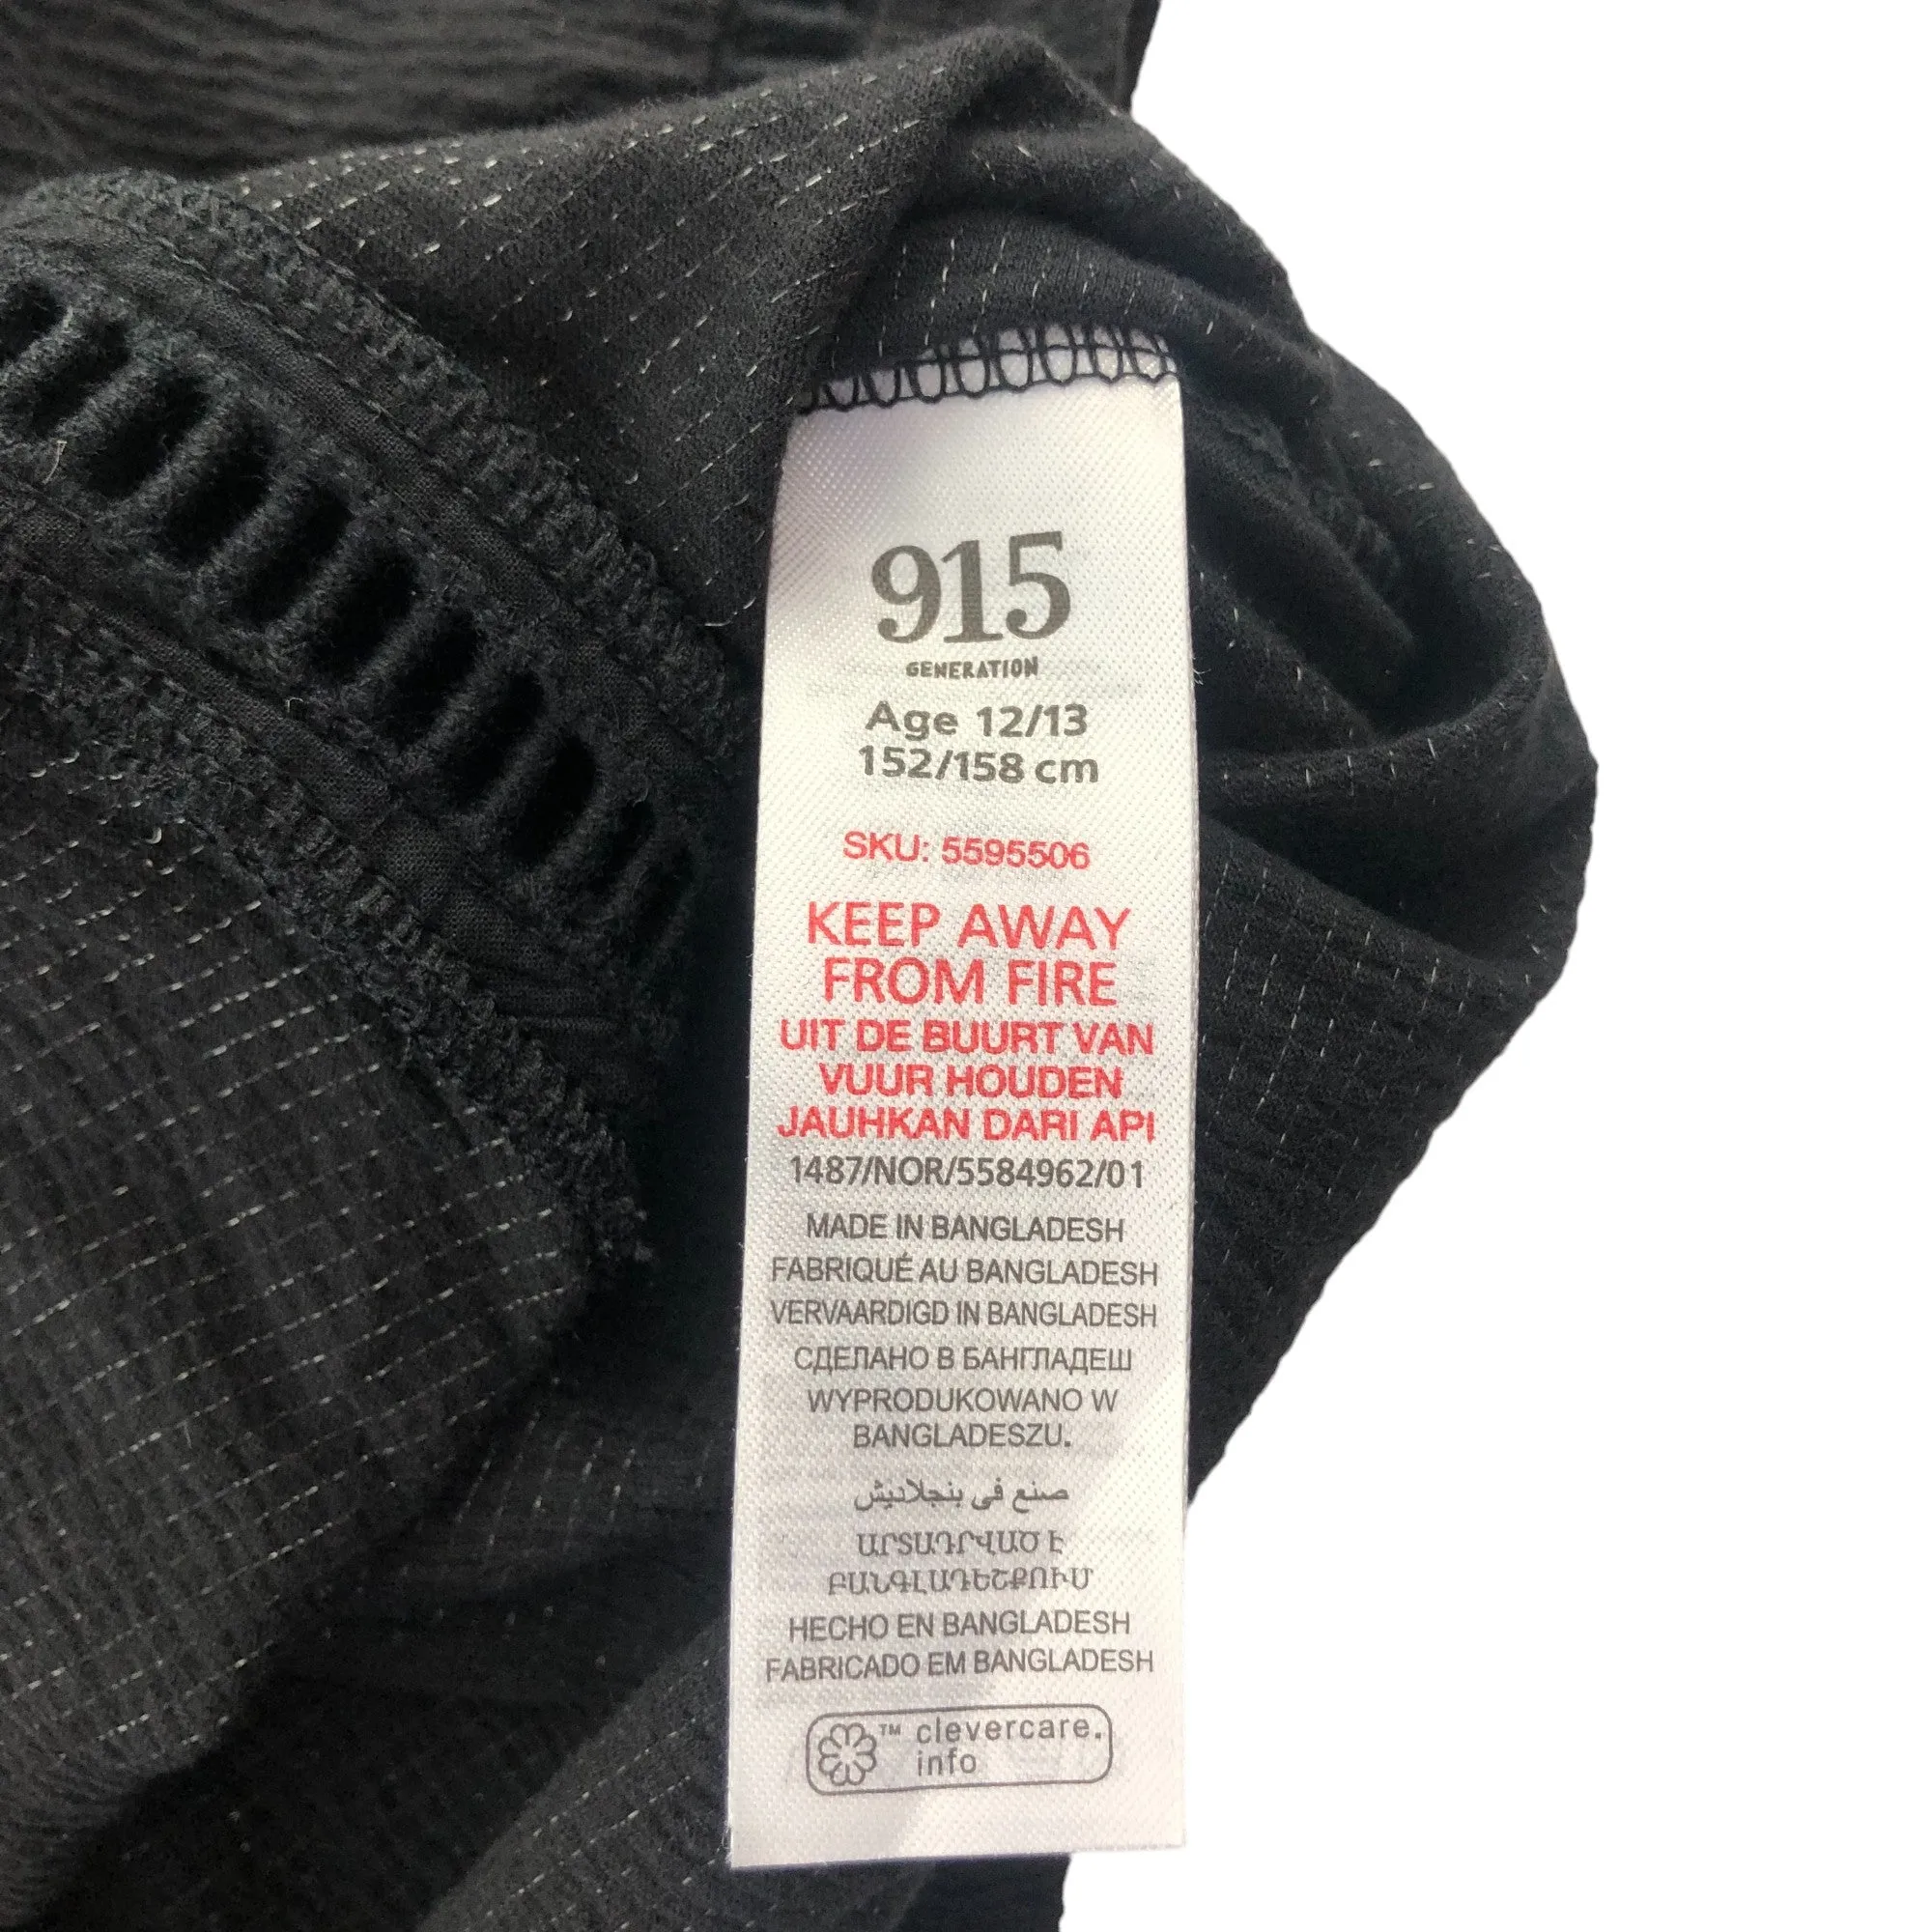 915
GENERATION
Age 12/13
152/158 cm
SKU: 5595506
KEEP AWAY
FROM FIRE
UIT DE BUURT VAN
VUUR HOUDEN
JAUHKAN DARI API
1487/NOR/5584962/01
MADE IN BANGLADESH
FABRIQUÉ AU BANGLADESH
VERVAARDIGD IN BANGLADESH
СДЕЛАНО В БАНГЛАДЕШ
WYPRODUKOWANO W
BANGLADESZU.
صنع في بنجلاديش
ԱՐՏԱԴՐՎԱԾ Է
ԲԱՆԳԼԱԴԵՇՔՈՒՄ
HECHO EN BANGLADESH
FABRICADO EM BANGLADESH
™ clevercare.
info